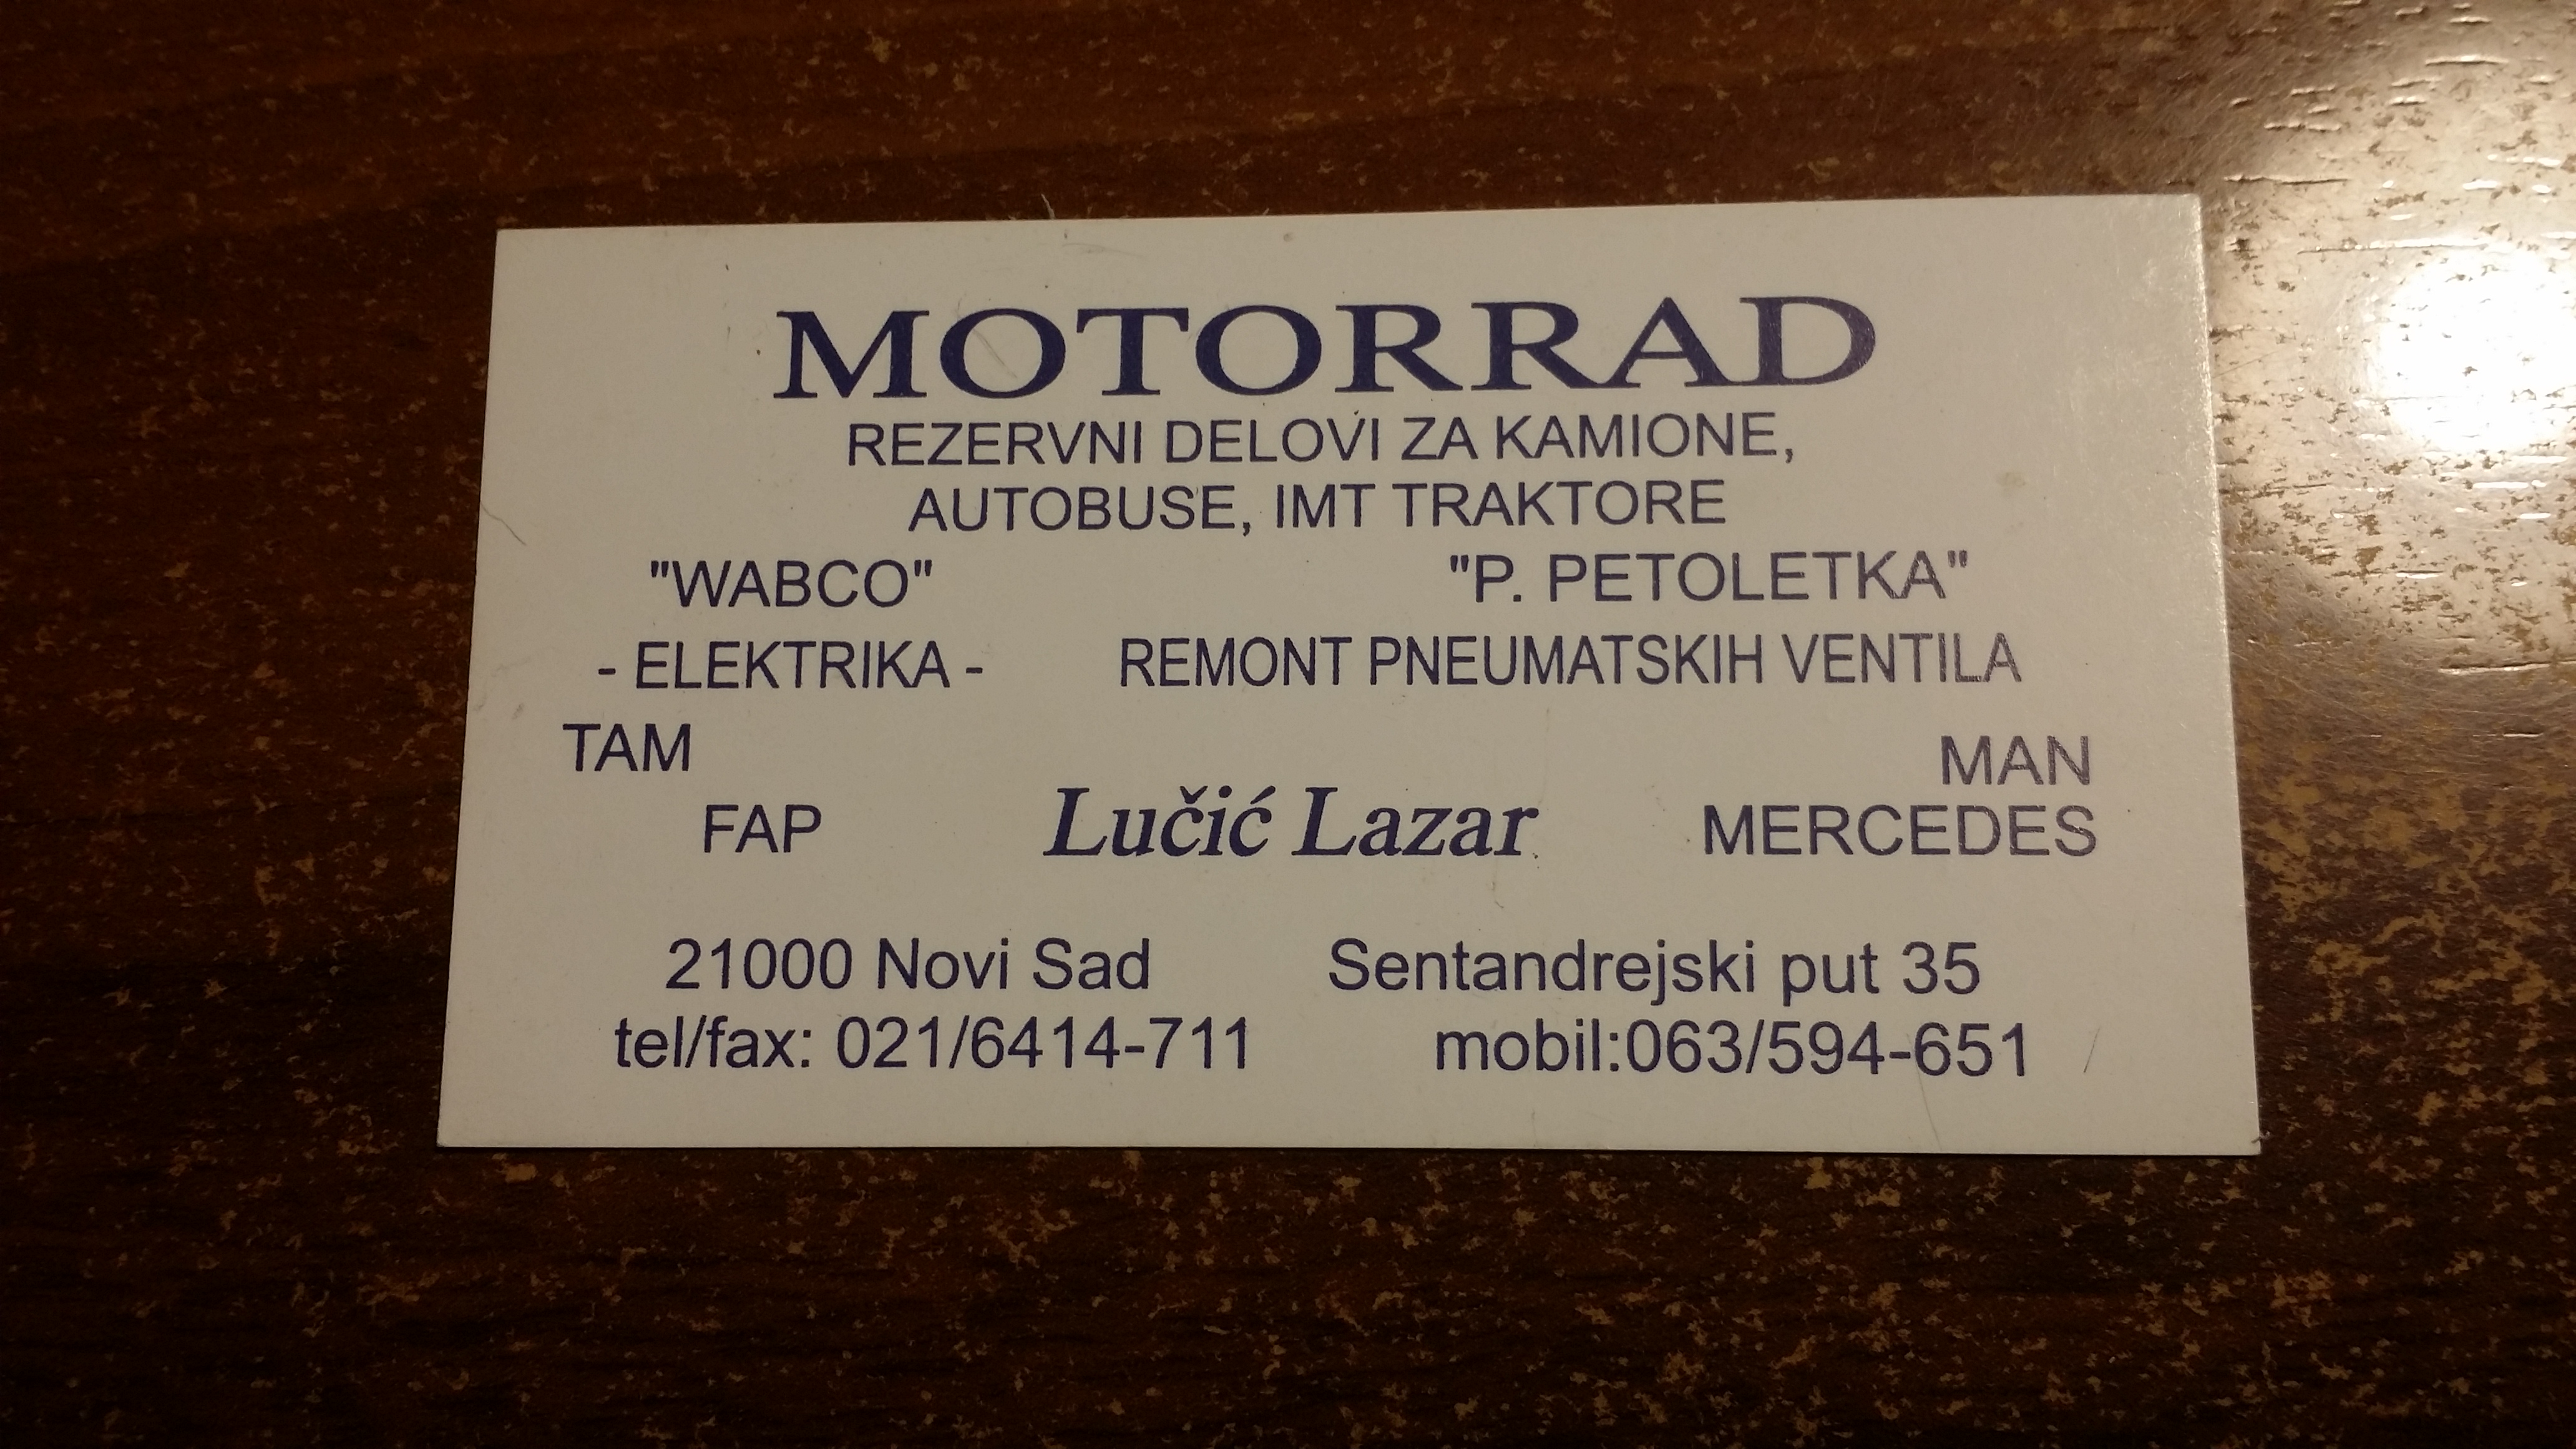 MOTORRAD
REZERVNI DELOVI ZA KAMIONE,
AUTOBUSE, IMT TRAKTORE
"WABCO" "P. PETOLETKA"
- ELEKTRIKA - REMONT PNEUMATSKIH VENTILA
TAM MAN
FAP Lučić Lazar MERCEDES
21000 Novi Sad Sentandrejski put 35
tel/fax: 021/6414-711 mobil:063/594-651